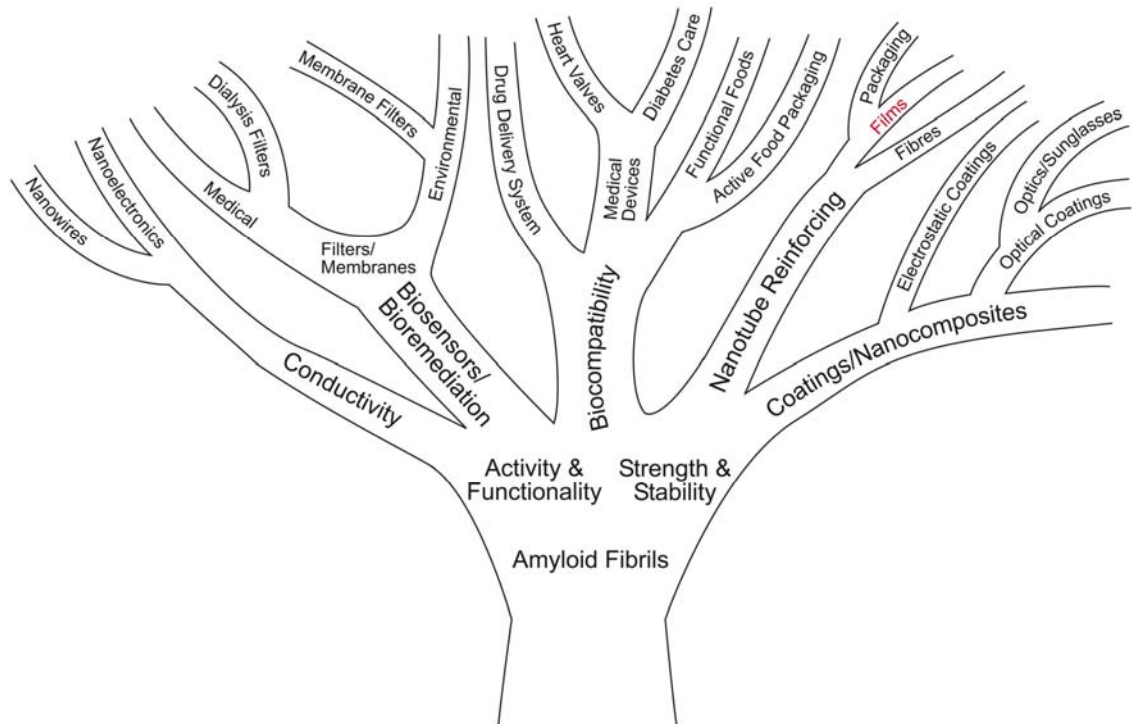 Nanowires
Nanoelectronics
Medical
Dialysis Filters
Membrane Filters
Environmental
Filters/
Membranes
Drug Delivery System
Heart Valves
Diabetes Care
Medical
Devices
Functional Foods
Active Food Packaging
Packaging
Films
Fibres
Electrostatic Coatings
Optics/Sunglasses
Optical Coatings
Conductivity
Biosensors/
Bioremediation
Biocompatibility
Nanotube Reinforcing
Coatings/Nanocomposites
Activity &
Functionality
Strength &
Stability
Amyloid Fibrils